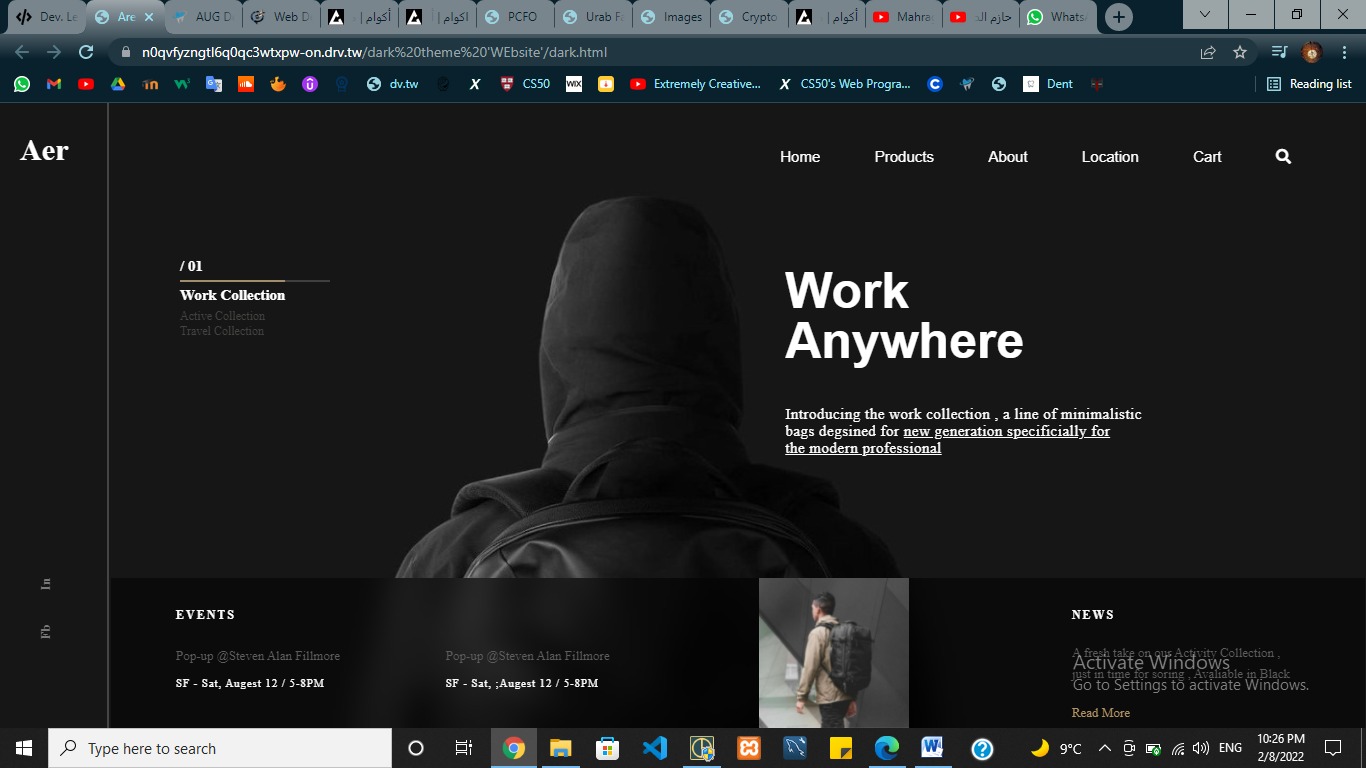 Dev. Le
Are
AUG D
Web D
أكوام | ا
اكوام |
PCFO
Urab Fa
Images
Crypto
أكوام | ا
Mahra
حازم الد
Whats
n0qvfyzngtl6q0qc3wtxpw-on.drv.tw/dark%20theme%20'WEbsite'/dark.html
dv.tw
CS50
WIX
Extremely Creative...
CS50's Web Progra...
Dent
Reading list
Aer
Home Products About Location Cart
/ 01
Work Collection
Active Collection
Travel Collection
Work
Anywhere
Introducing the work collection , a line of minimalistic
bags degsined for new generation specificially for
the modern professional
In
Fb
EVENTS
Pop-up @Steven Alan Fillmore
SF - Sat, Augest 12 / 5-8PM
Pop-up @Steven Alan Fillmore
SF - Sat, ;Augest 12 / 5-8PM
NEWS
A fresh take on our Activity Collection ,
just in time for soring , Avaliable in Black
Read More
Activate Windows
Go to Settings to activate Windows.
Type here to search
9°C
ENG
10:26 PM
2/8/2022